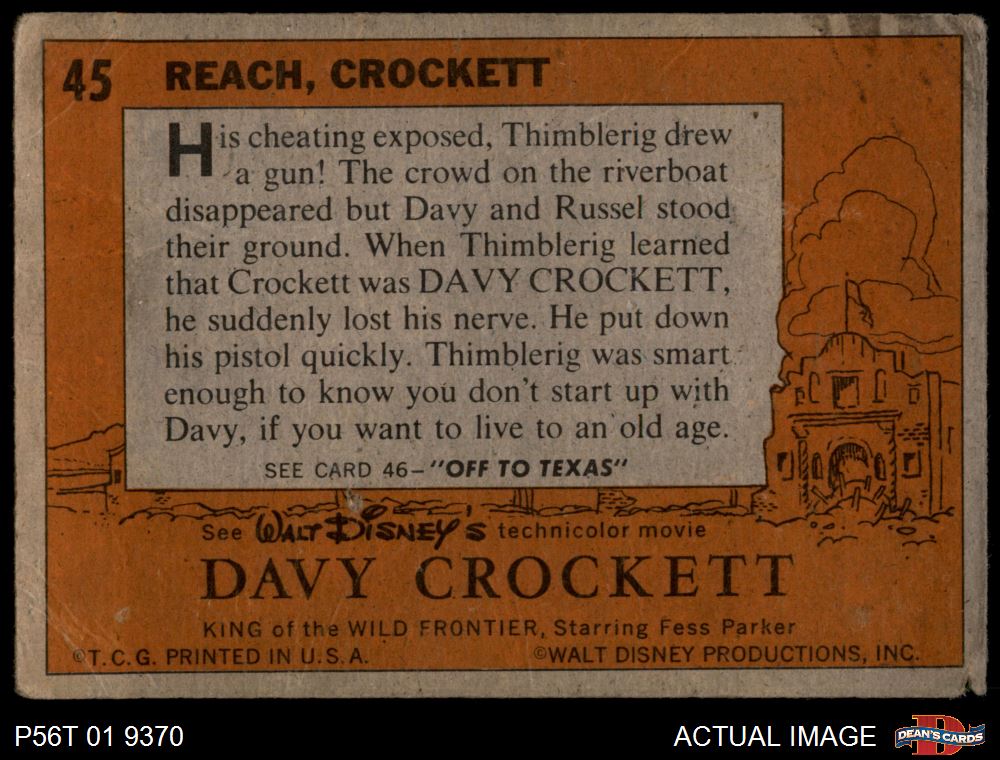 45 REACH, CROCKETT
His cheating exposed, Thimblerig drew
a gun! The crowd on the riverboat
disappeared but Davy and Russel stood
their ground. When Thimblerig learned
that Crockett was DAVY CROCKETT,
he suddenly lost his nerve. He put down
his pistol quickly. Thimblerig was smart
enough to know you don't start up with
Davy, if you want to live to an old age.
SEE CARD 46-"OFF TO TEXAS"
See WALT DISNEY'S technicolor movie
DAVY CROCKETT
KING of the WILD FRONTIER, Starring Fess Parker
©T.C.G. PRINTED IN U.S.A. ©WALT DISNEY PRODUCTIONS, INC.
P56T 01 9370 ACTUAL IMAGE D DEAN'S CARDS